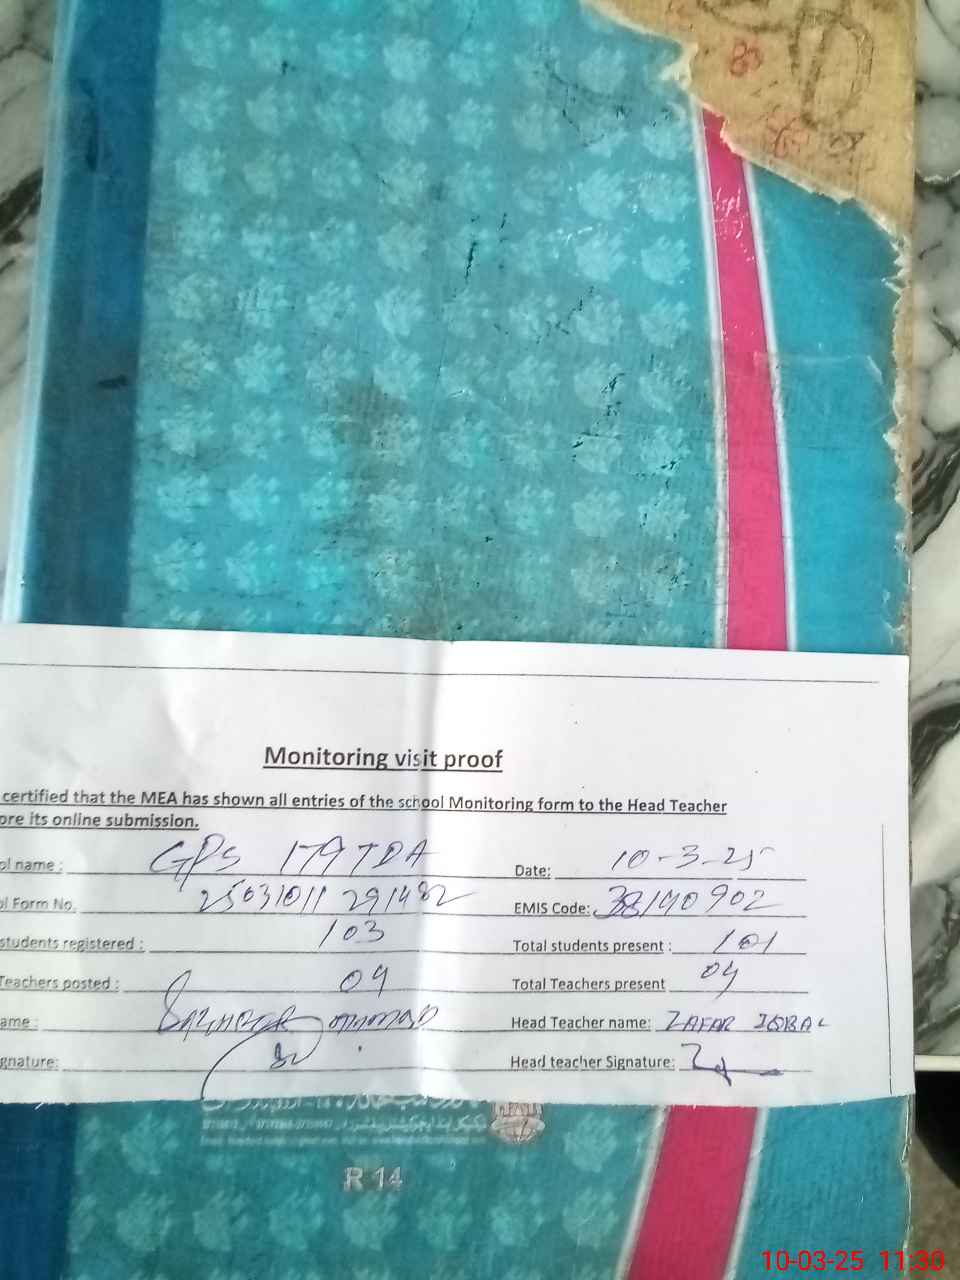 Monitoring visit proof
certified that the MEA has shown all entries of the school Monitoring form to the Head Teacher
ore its online submission.
ol name : GPS 179 TDA Date: 10-3-25
ol Form No. 25031011 291482 EMIS Code: 38140902
students registered : 103 Total students present : 101
Teachers posted : 04 Total Teachers present 04
ame : Head Teacher name: ZAFAR IQBAL
gnature: Head teacher Signature:
R 14
10-03-25 11:30